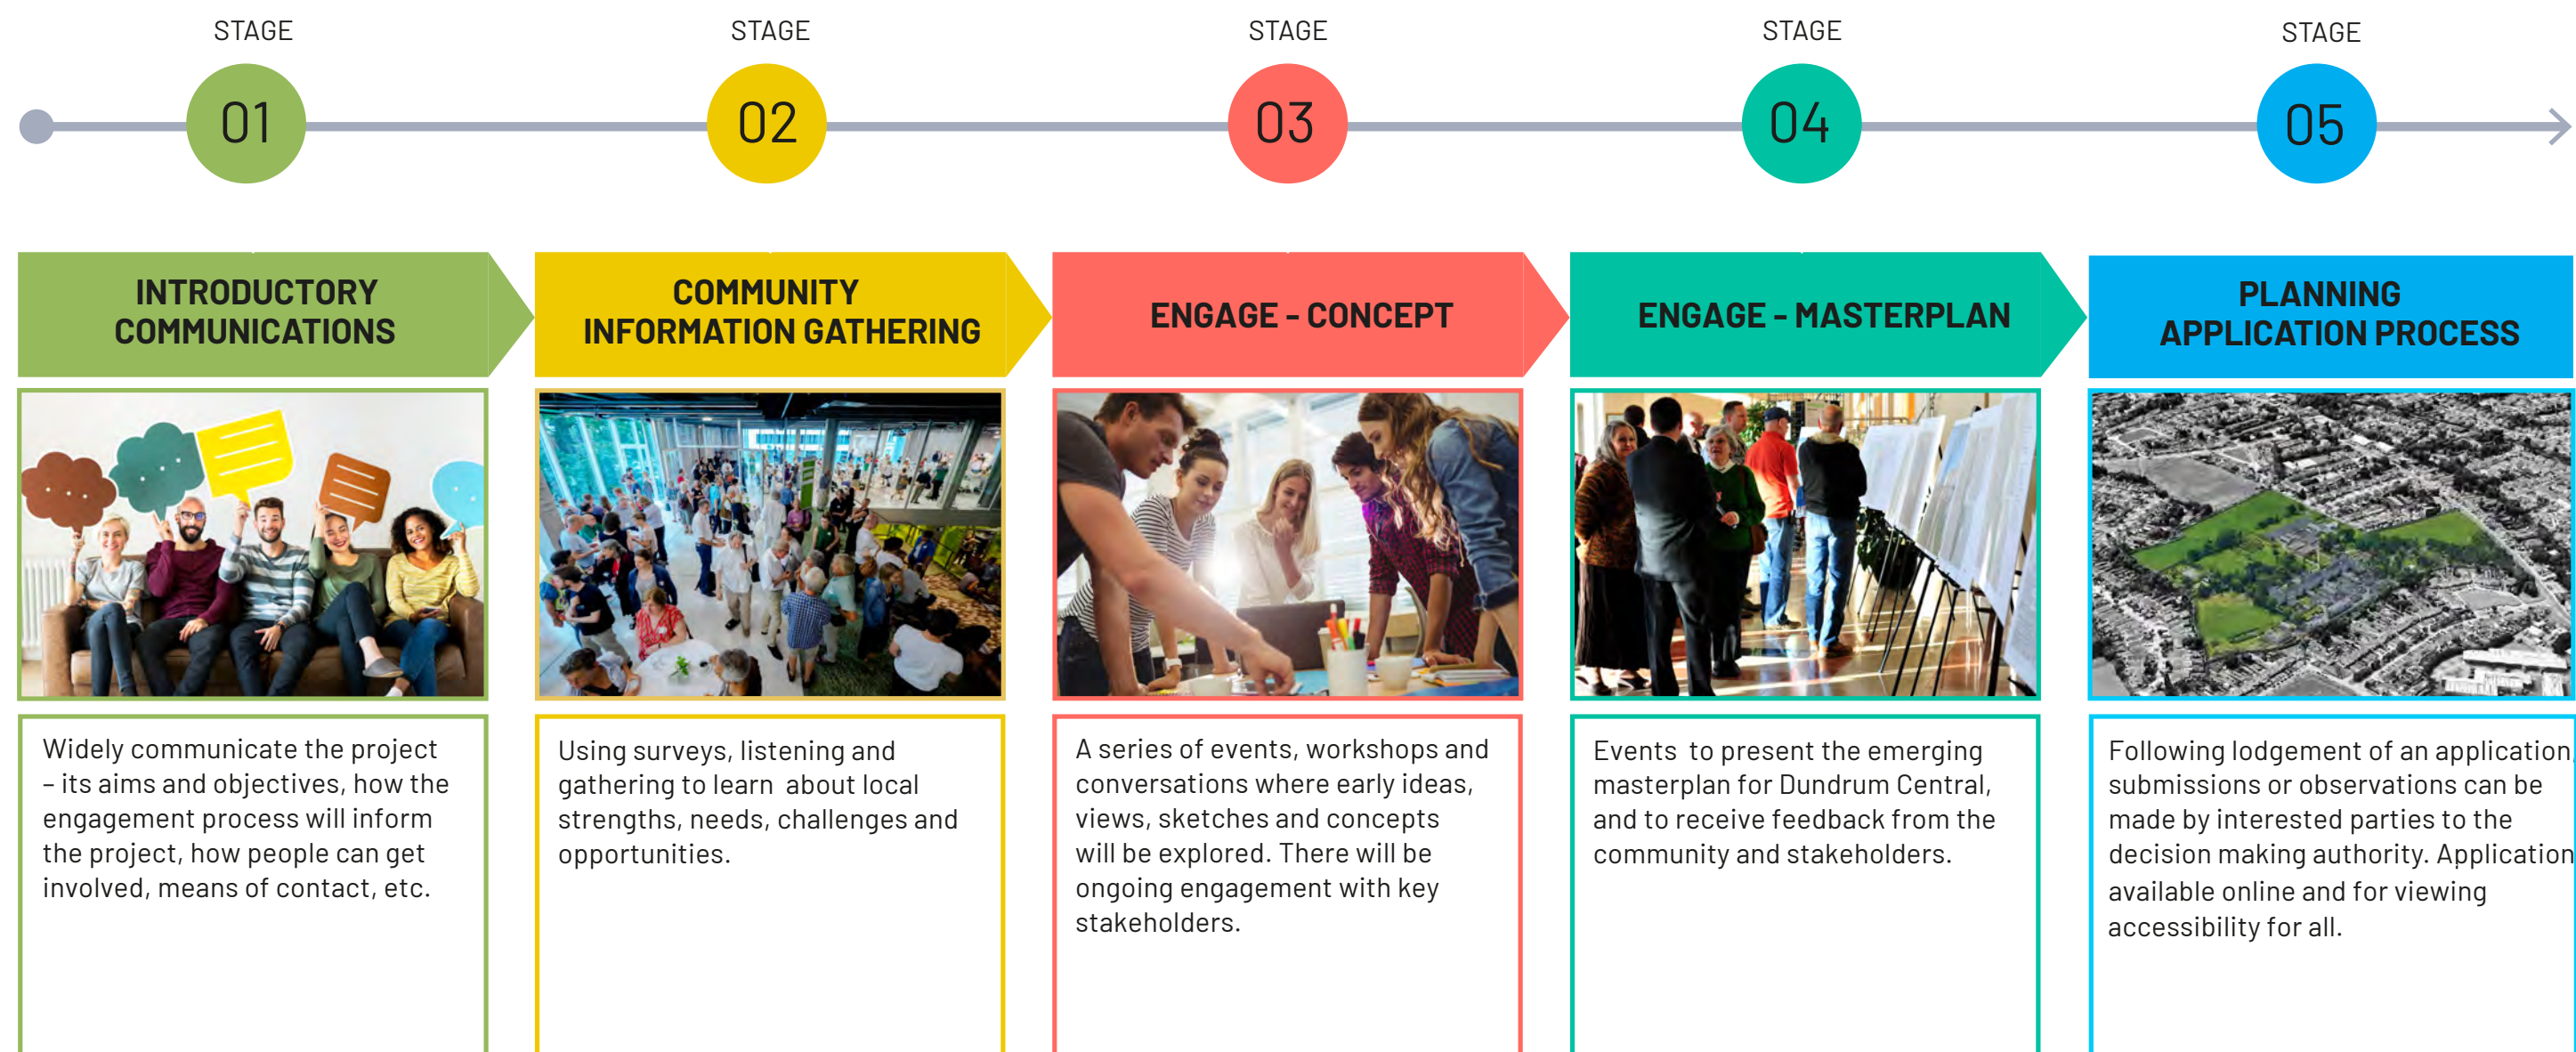 STAGE
01
STAGE
02
STAGE
03
STAGE
04
STAGE
05
INTRODUCTORY
COMMUNICATIONS
COMMUNITY
INFORMATION GATHERING
ENGAGE - CONCEPT
ENGAGE - MASTERPLAN
PLANNING
APPLICATION PROCESS
Widely communicate the project
– its aims and objectives, how the
engagement process will inform
the project, how people can get
involved, means of contact, etc.
Using surveys, listening and
gathering to learn about local
strengths, needs, challenges and
opportunities.
A series of events, workshops and
conversations where early ideas,
views, sketches and concepts
will be explored. There will be
ongoing engagement with key
stakeholders.
Events to present the emerging
masterplan for Dundrum Central,
and to receive feedback from the
community and stakeholders.
Following lodgement of an application,
submissions or observations can be
made by interested parties to the
decision making authority. Application
available online and for viewing
accessibility for all.